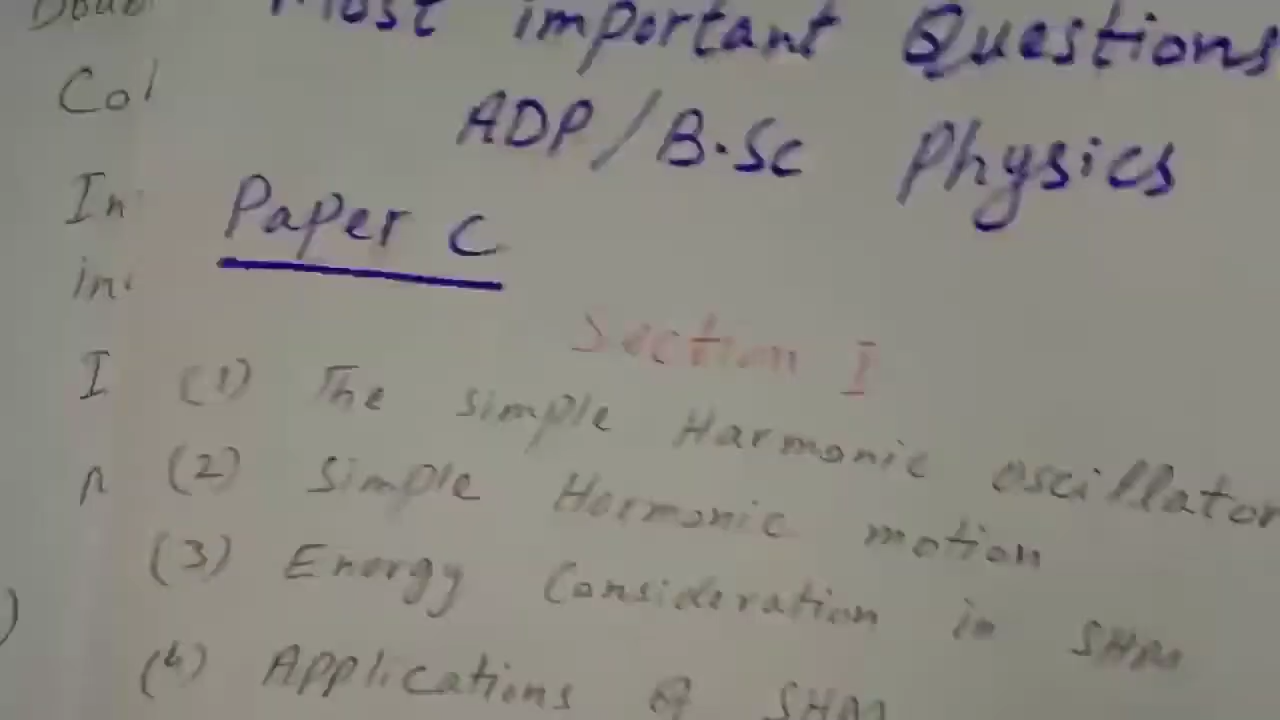 Most important Questions
ADP/B.Sc Physics
Paper C
Section I
(1) The simple Harmonic oscillator
(2) Simple Harmonic motion
(3) Energy Consideration in SHM
(4) Applications of SHM
Col
In
in
I